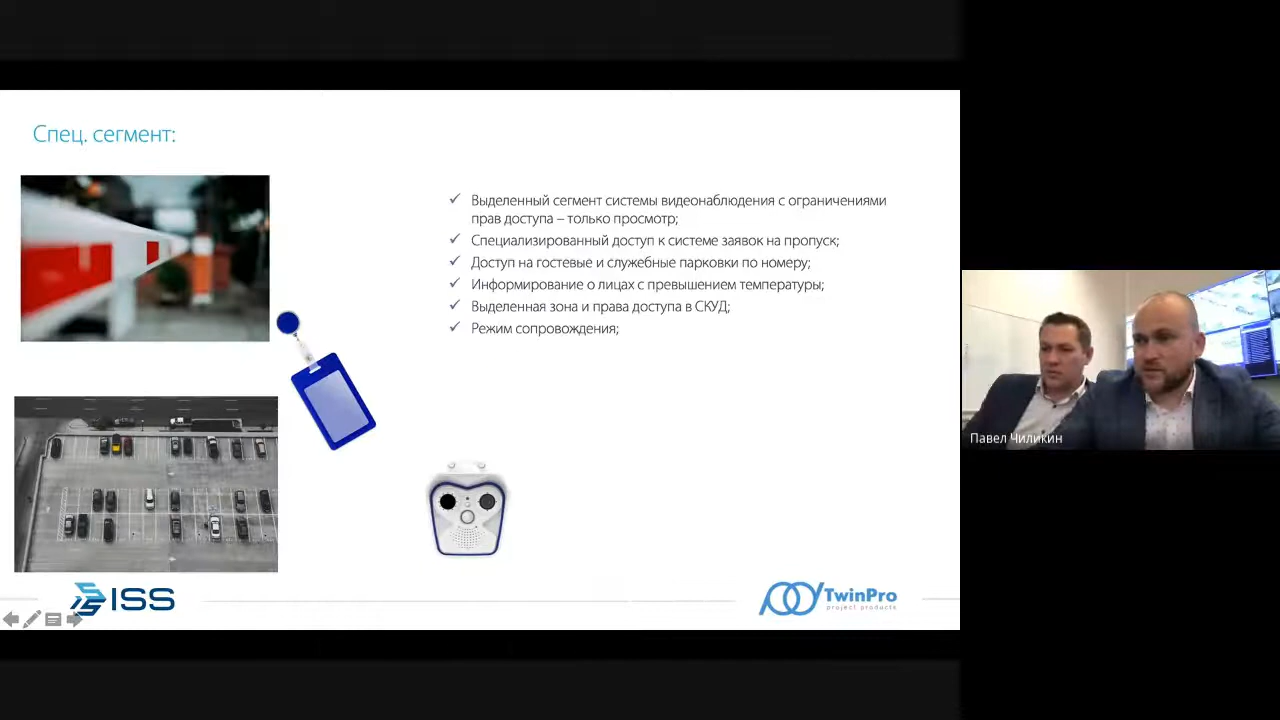 Спец. сегмент:
Выделенный сегмент системы видеонаблюдения с ограничениями
прав доступа – только просмотр;
Специализированный доступ к системе заявок на пропуск;
Доступ на гостевые и служебные парковки по номеру;
Информирование о лицах с превышением температуры;
Выделенная зона и права доступа в СКУД;
Режим сопровождения;
Павел Чиликин
ISS
TwinPro
project products